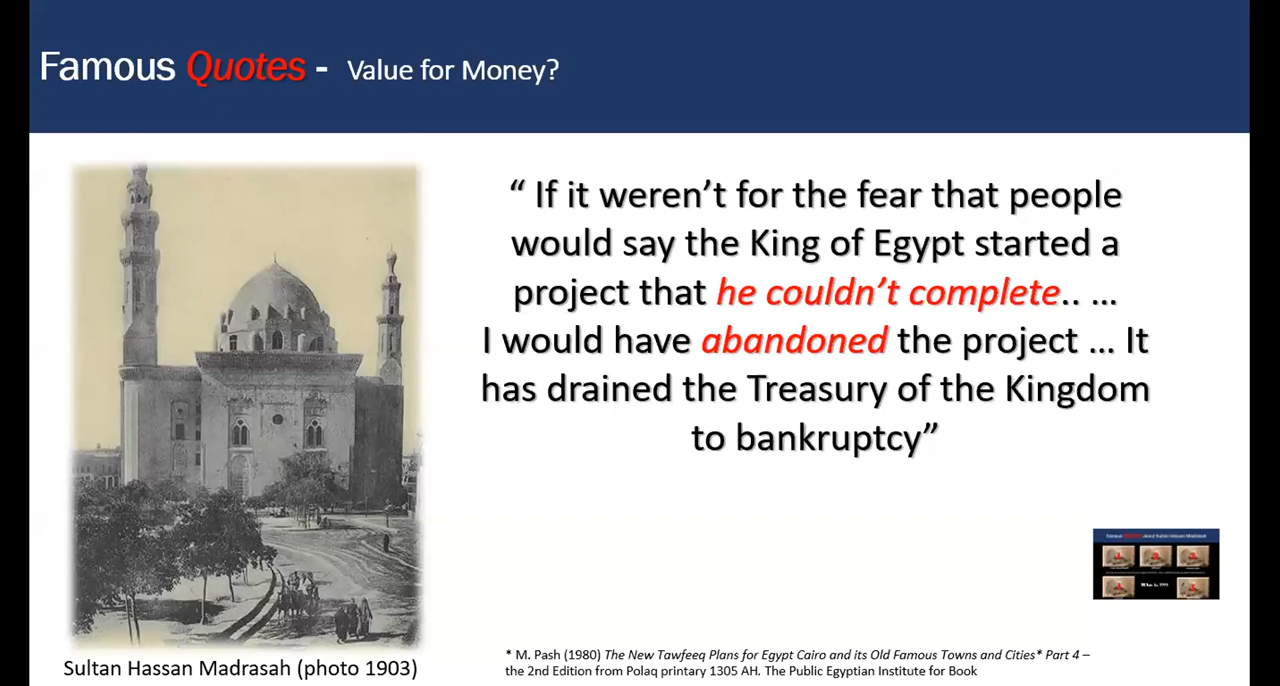 Famous Quotes - Value for Money?
“ If it weren’t for the fear that people
would say the King of Egypt started a
project that he couldn’t complete.. …
I would have abandoned the project … It
has drained the Treasury of the Kingdom
to bankruptcy”
Sultan Hassan Madrasah (photo 1903)
* M. Pash (1980) The New Tawfeeq Plans for Egypt Cairo and its Old Famous Towns and Cities* Part 4 –
the 2nd Edition from Polaq printary 1305 AH. The Public Egyptian Institute for Book